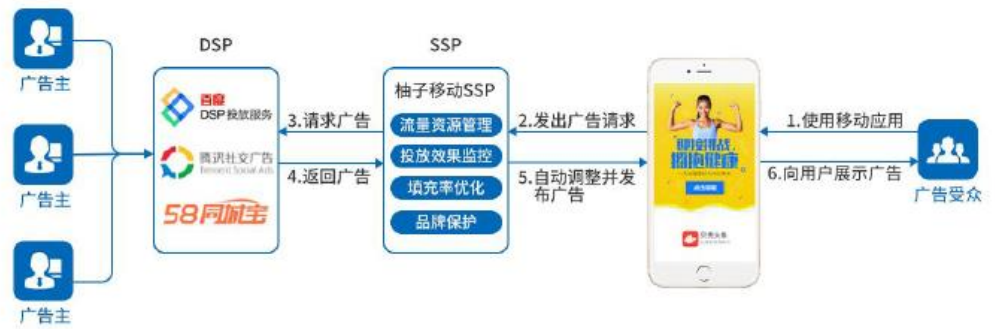 DSP
SSP
广告主
广告主
广告主
百度
DSP投放服务
腾讯社交广告
Tencent Social Ads
58同城宝
3.请求广告
4.返回广告
柚子移动SSP
流量资源管理
投放效果监控
填充率优化
品牌保护
2.发出广告请求
5.自动调整并发
布广告
拥抱健康
1.使用移动应用
6.向用户展示广告
广告受众